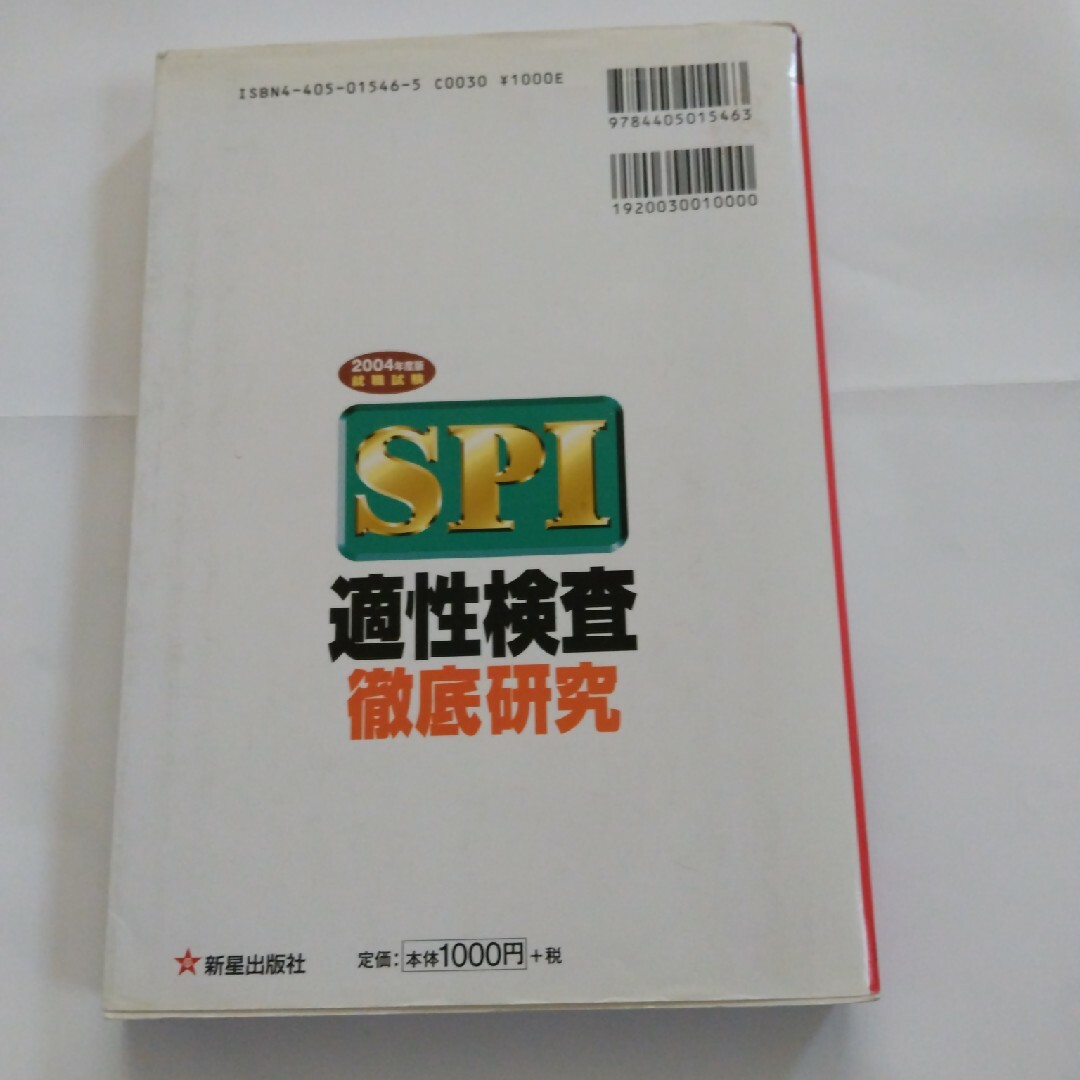 ISBN4-405-01546-5 C0030 ¥1000E
9784405015463
1920030010000
2004年度版
就職試験
SPI
適性検査
徹底研究
新星出版社
定価：本体1000円＋税